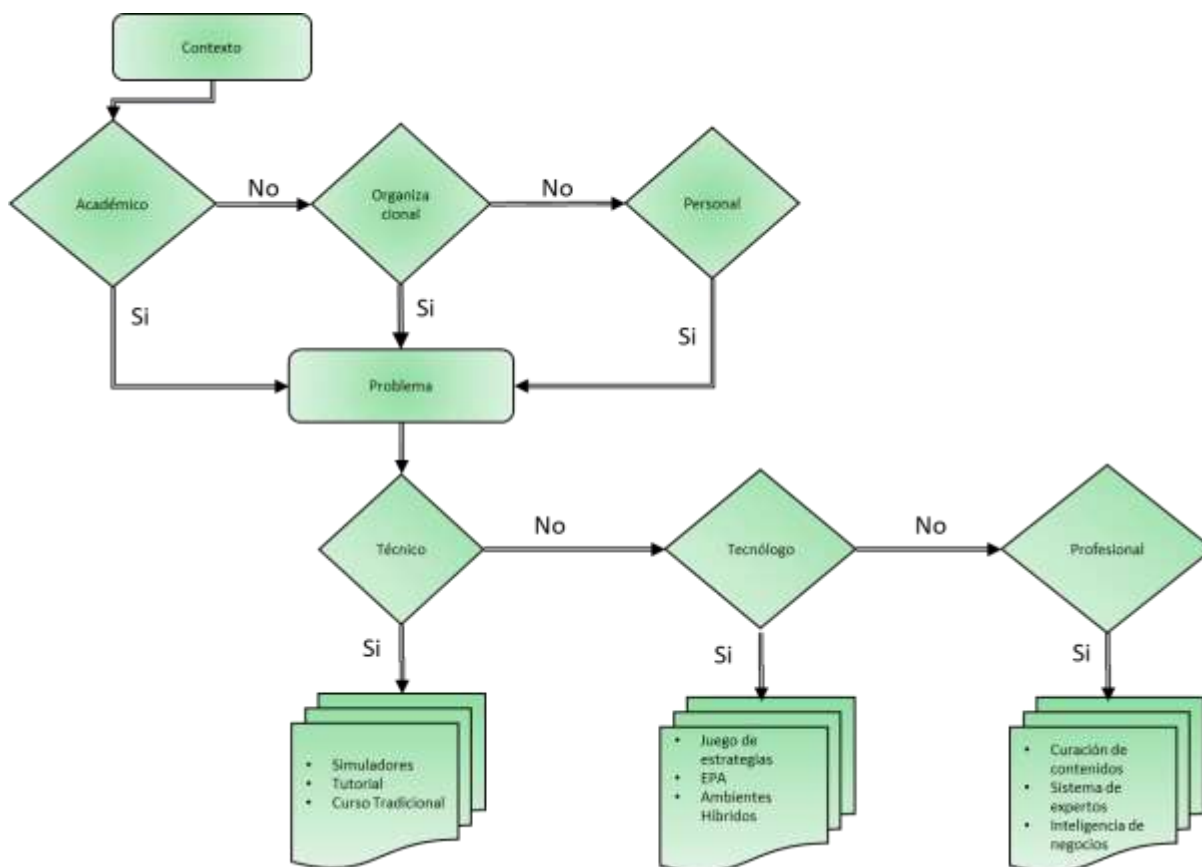 Contexto
Académico
No
Organiza
cional
No
Personal
Si
Si
Si
Problema
Técnico
No
Tecnólogo
No
Profesional
Si
Si
Si
• Simuladores
• Tutorial
• Curso Tradicional
• Juego de
estrategias
• EPA
• Ambientes
Híbridos
• Curación de
contenidos
• Sistema de
expertos
• Inteligencia de
negocios